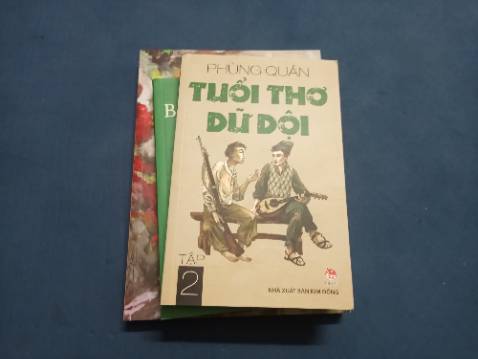 PHÙNG QUÁN
TUỔI THƠ
DỮ DỘI
TẬP
2
NHÀ XUẤT BẢN KIM ĐỒNG
B